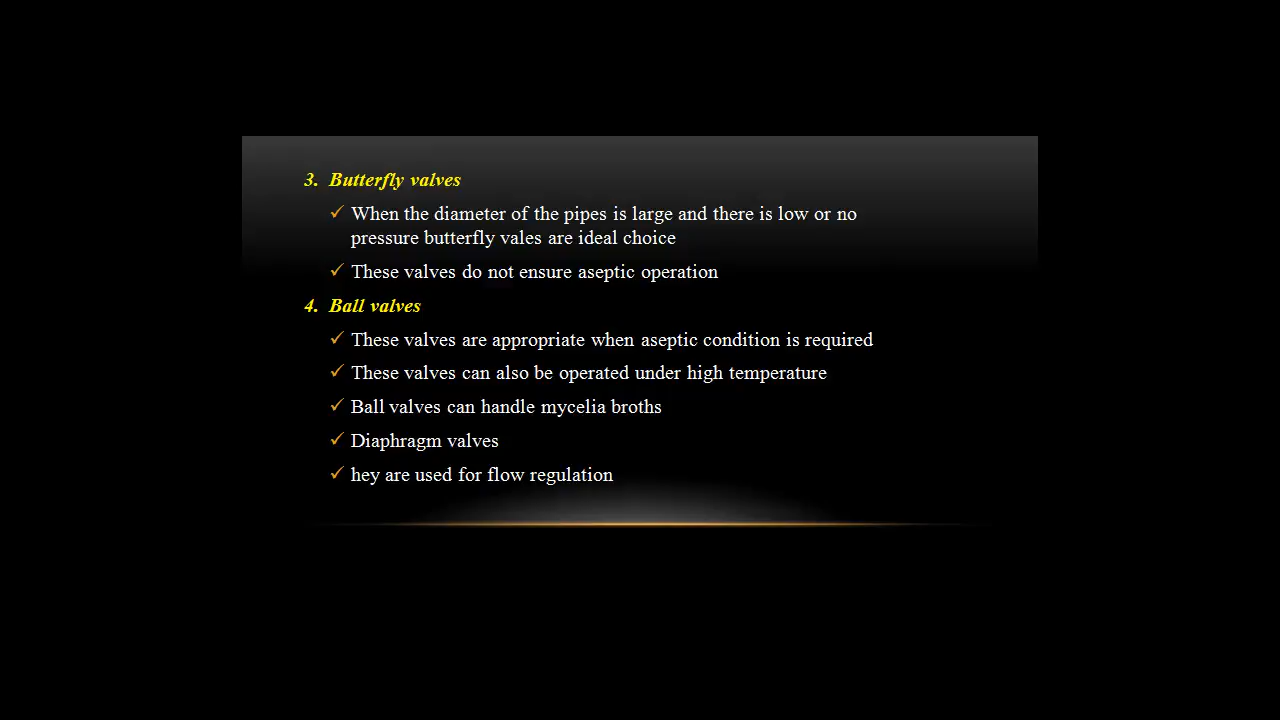 3. Butterfly valves
✓ When the diameter of the pipes is large and there is low or no
pressure butterfly vales are ideal choice
✓ These valves do not ensure aseptic operation
4. Ball valves
✓ These valves are appropriate when aseptic condition is required
✓ These valves can also be operated under high temperature
✓ Ball valves can handle mycelia broths
✓ Diaphragm valves
✓ hey are used for flow regulation